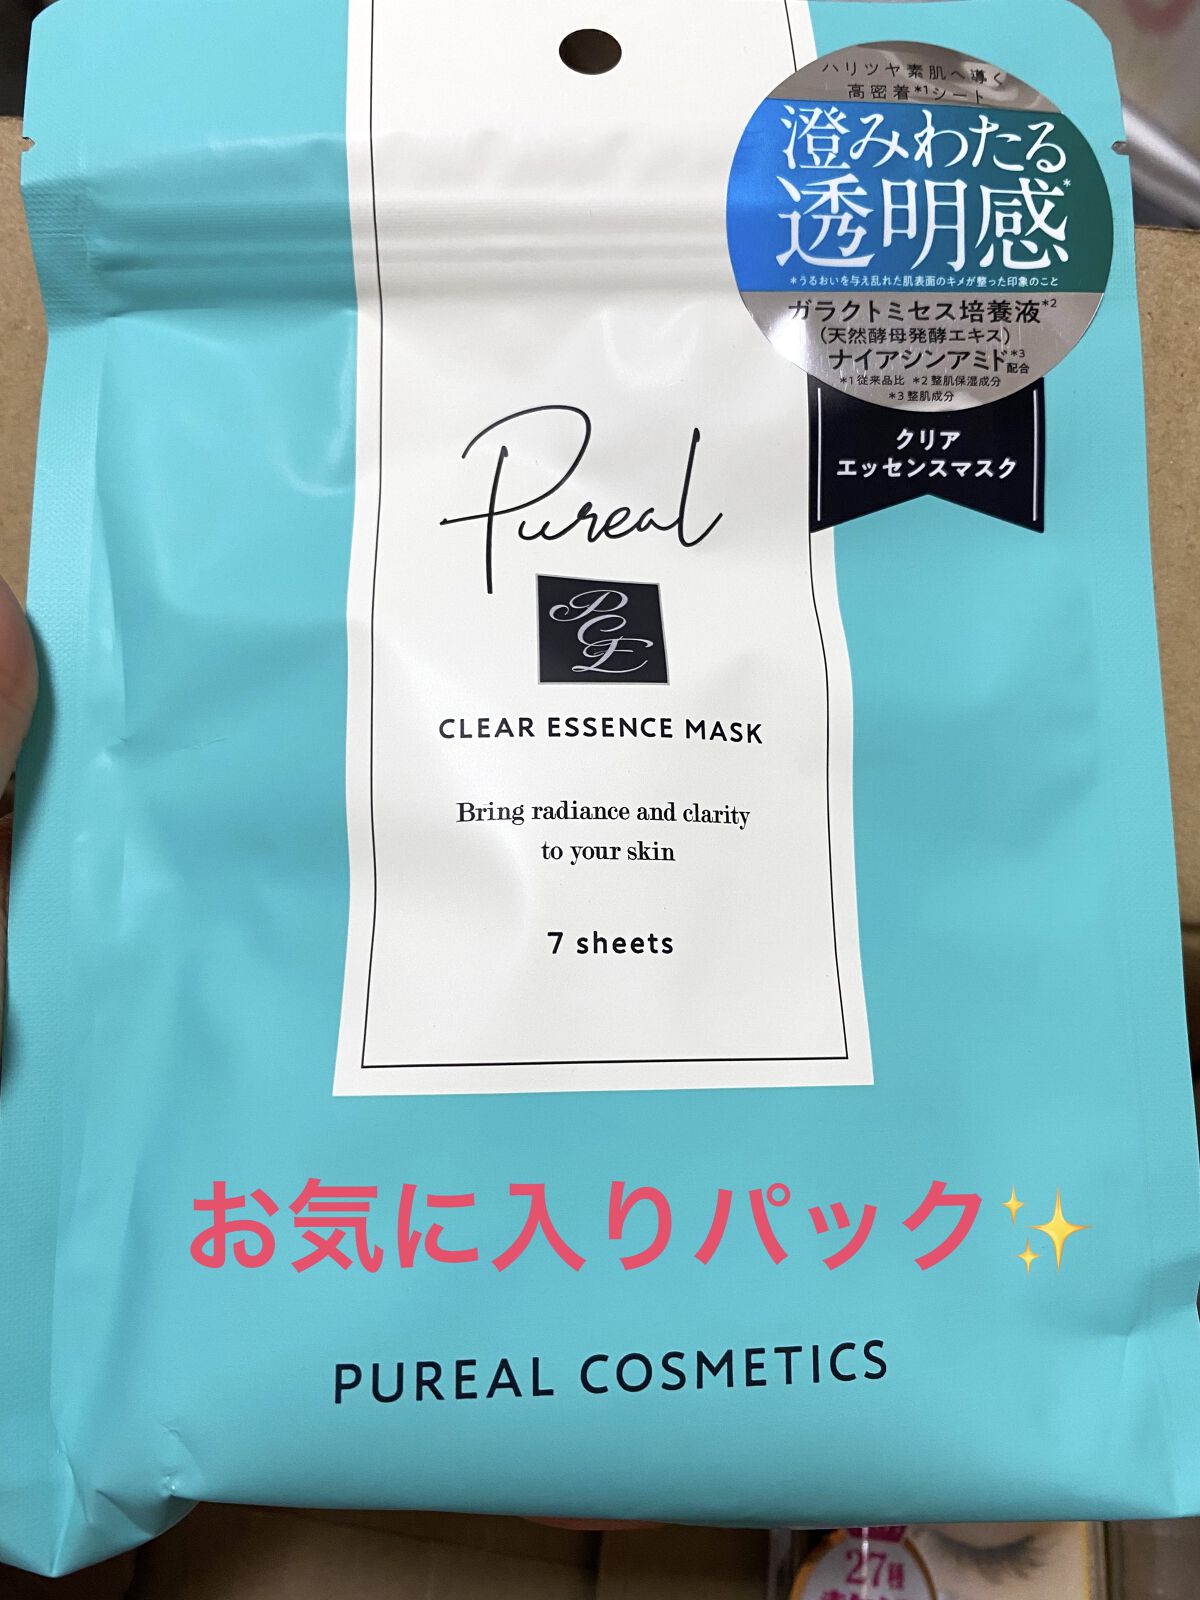 ハリツヤ素肌へ導く
高密着*1シート
澄みわたる
透明感*
*うるおいを与え乱れた肌表面のキメが整った印象のこと
ガラクトミセス培養液*2
(天然酵母発酵エキス)
ナイアシンアミド*3配合
*1従来品比 *2整肌保湿成分
*3整肌成分
クリア
エッセンスマスク
Pureal
PCE
CLEAR ESSENCE MASK
Bring radiance and clarity
to your skin
7 sheets
お気に入りパック✨
PUREAL COSMETICS
27種